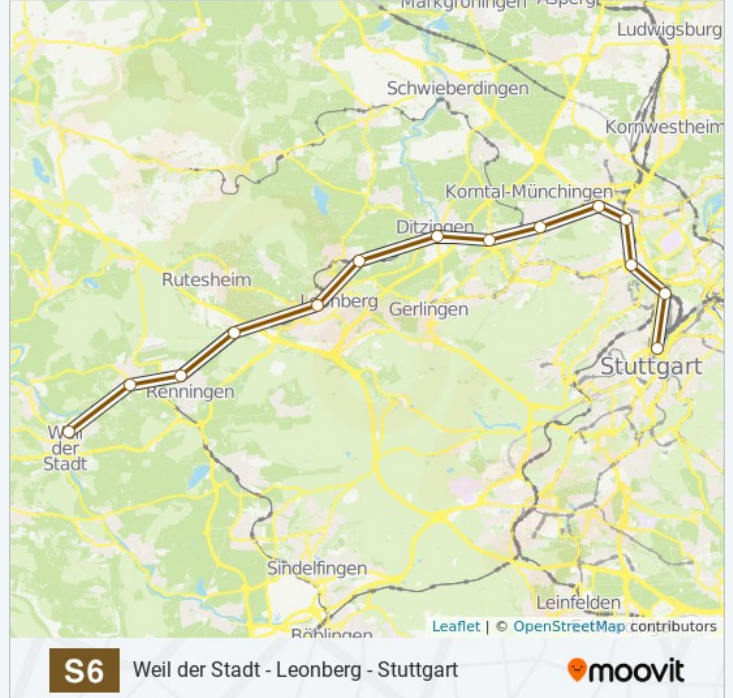 Markgröningen
Asperg
Ludwigsburg
Schwieberdingen
Kornwestheim
Korntal-Münchingen
Ditzingen
Rutesheim
Leonberg
Gerlingen
Stuttgart
Renningen
Weil
der
Stadt
Sindelfingen
Leinfelden
Böblingen
Leaflet | © OpenStreetMap contributors
S6 Weil der Stadt - Leonberg - Stuttgart
moovit